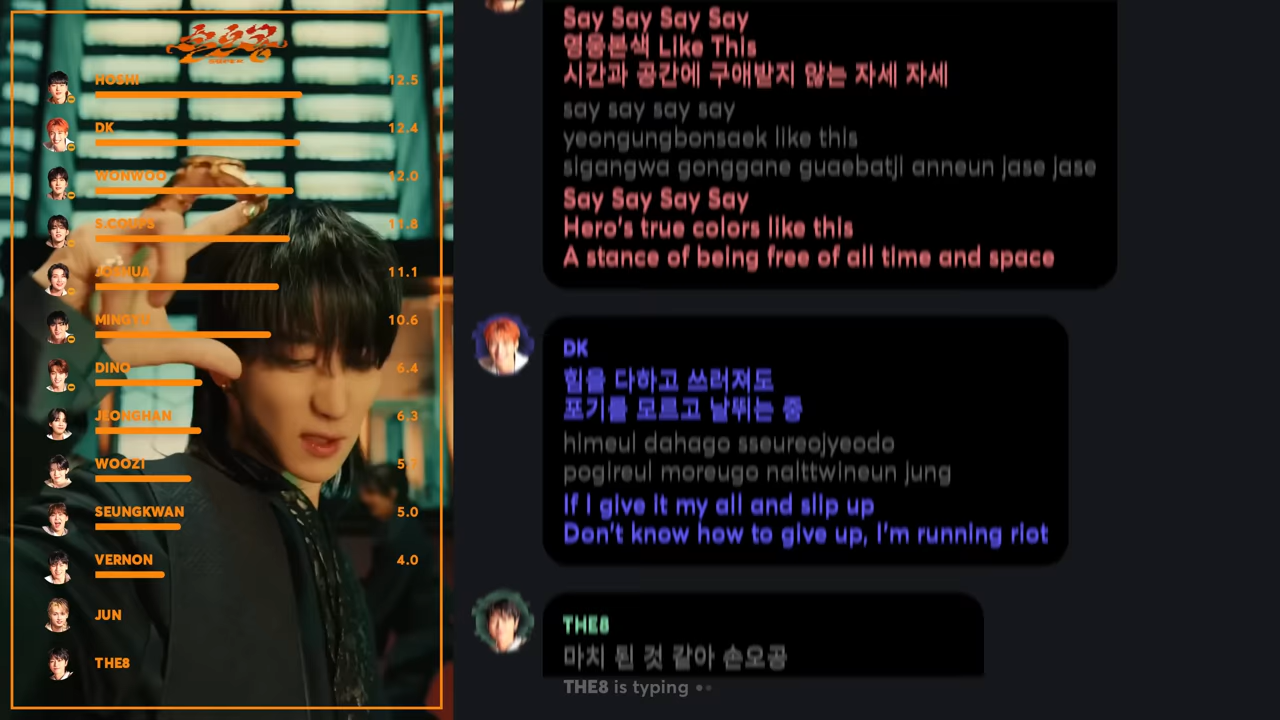 손오공
HOSHI
12.5
DK
12.4
WONWOO
12.0
S.COUPS
11.8
JOSHUA
11.1
MINGYU
10.6
DINO
6.4
JEONGHAN
6.3
WOOZI
SEUNGKWAN
5.0
VERNON
4.0
JUN
THE8
Say Say Say Say
영웅본색 Like This
시간과 공간에 구애받지 않는 자세 자세
say say say say
yeongungbonsaek like this
sigangwa gonggane guaebatji anneun jase jase
Say Say Say Say
Hero's true colors like this
A stance of being free of all time and space
DK
힘을 다하고 쓰러져도
포기를 모르고 날뛰는 중
himeul dahago sseureojyeodo
pogireul moreugo nalttwineun jung
If I give it my all and slip up
Don't know how to give up, I'm running riot
THE8
마치 된 것 같아 손오공
THE8 is typing